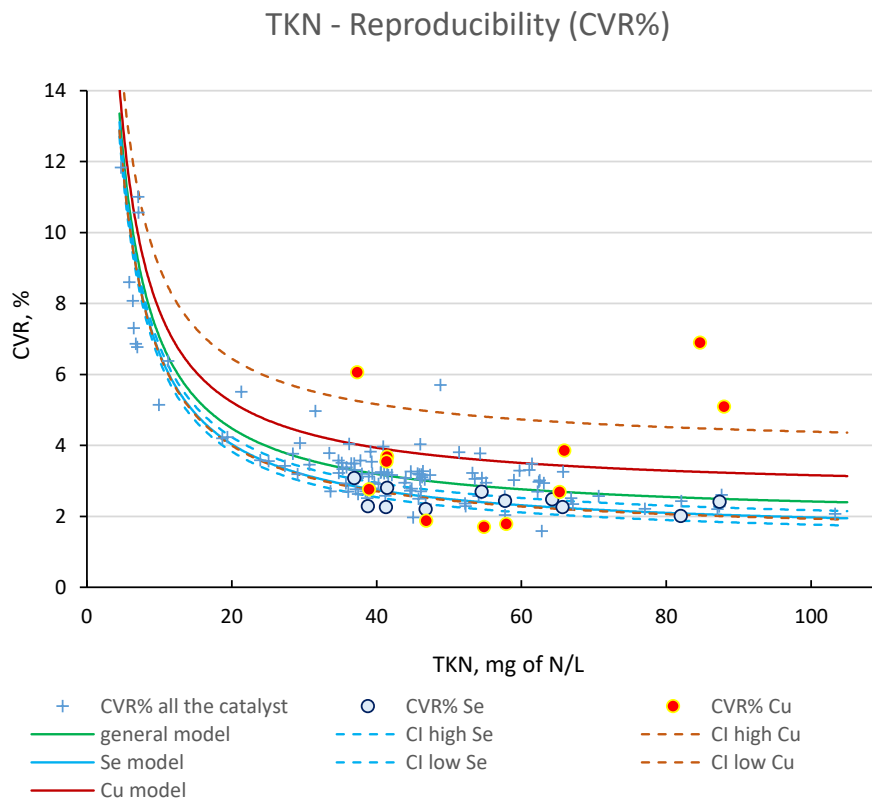 TKN - Reproducibility (CVR%)
14
12
10
8
6
4
2
0
CVR, %
0 20 40 60 80 100
TKN, mg of N/L
CVR% all the catalyst CVR% Se CVR% Cu
general model CI high Se CI high Cu
Se model CI low Se CI low Cu
Cu model